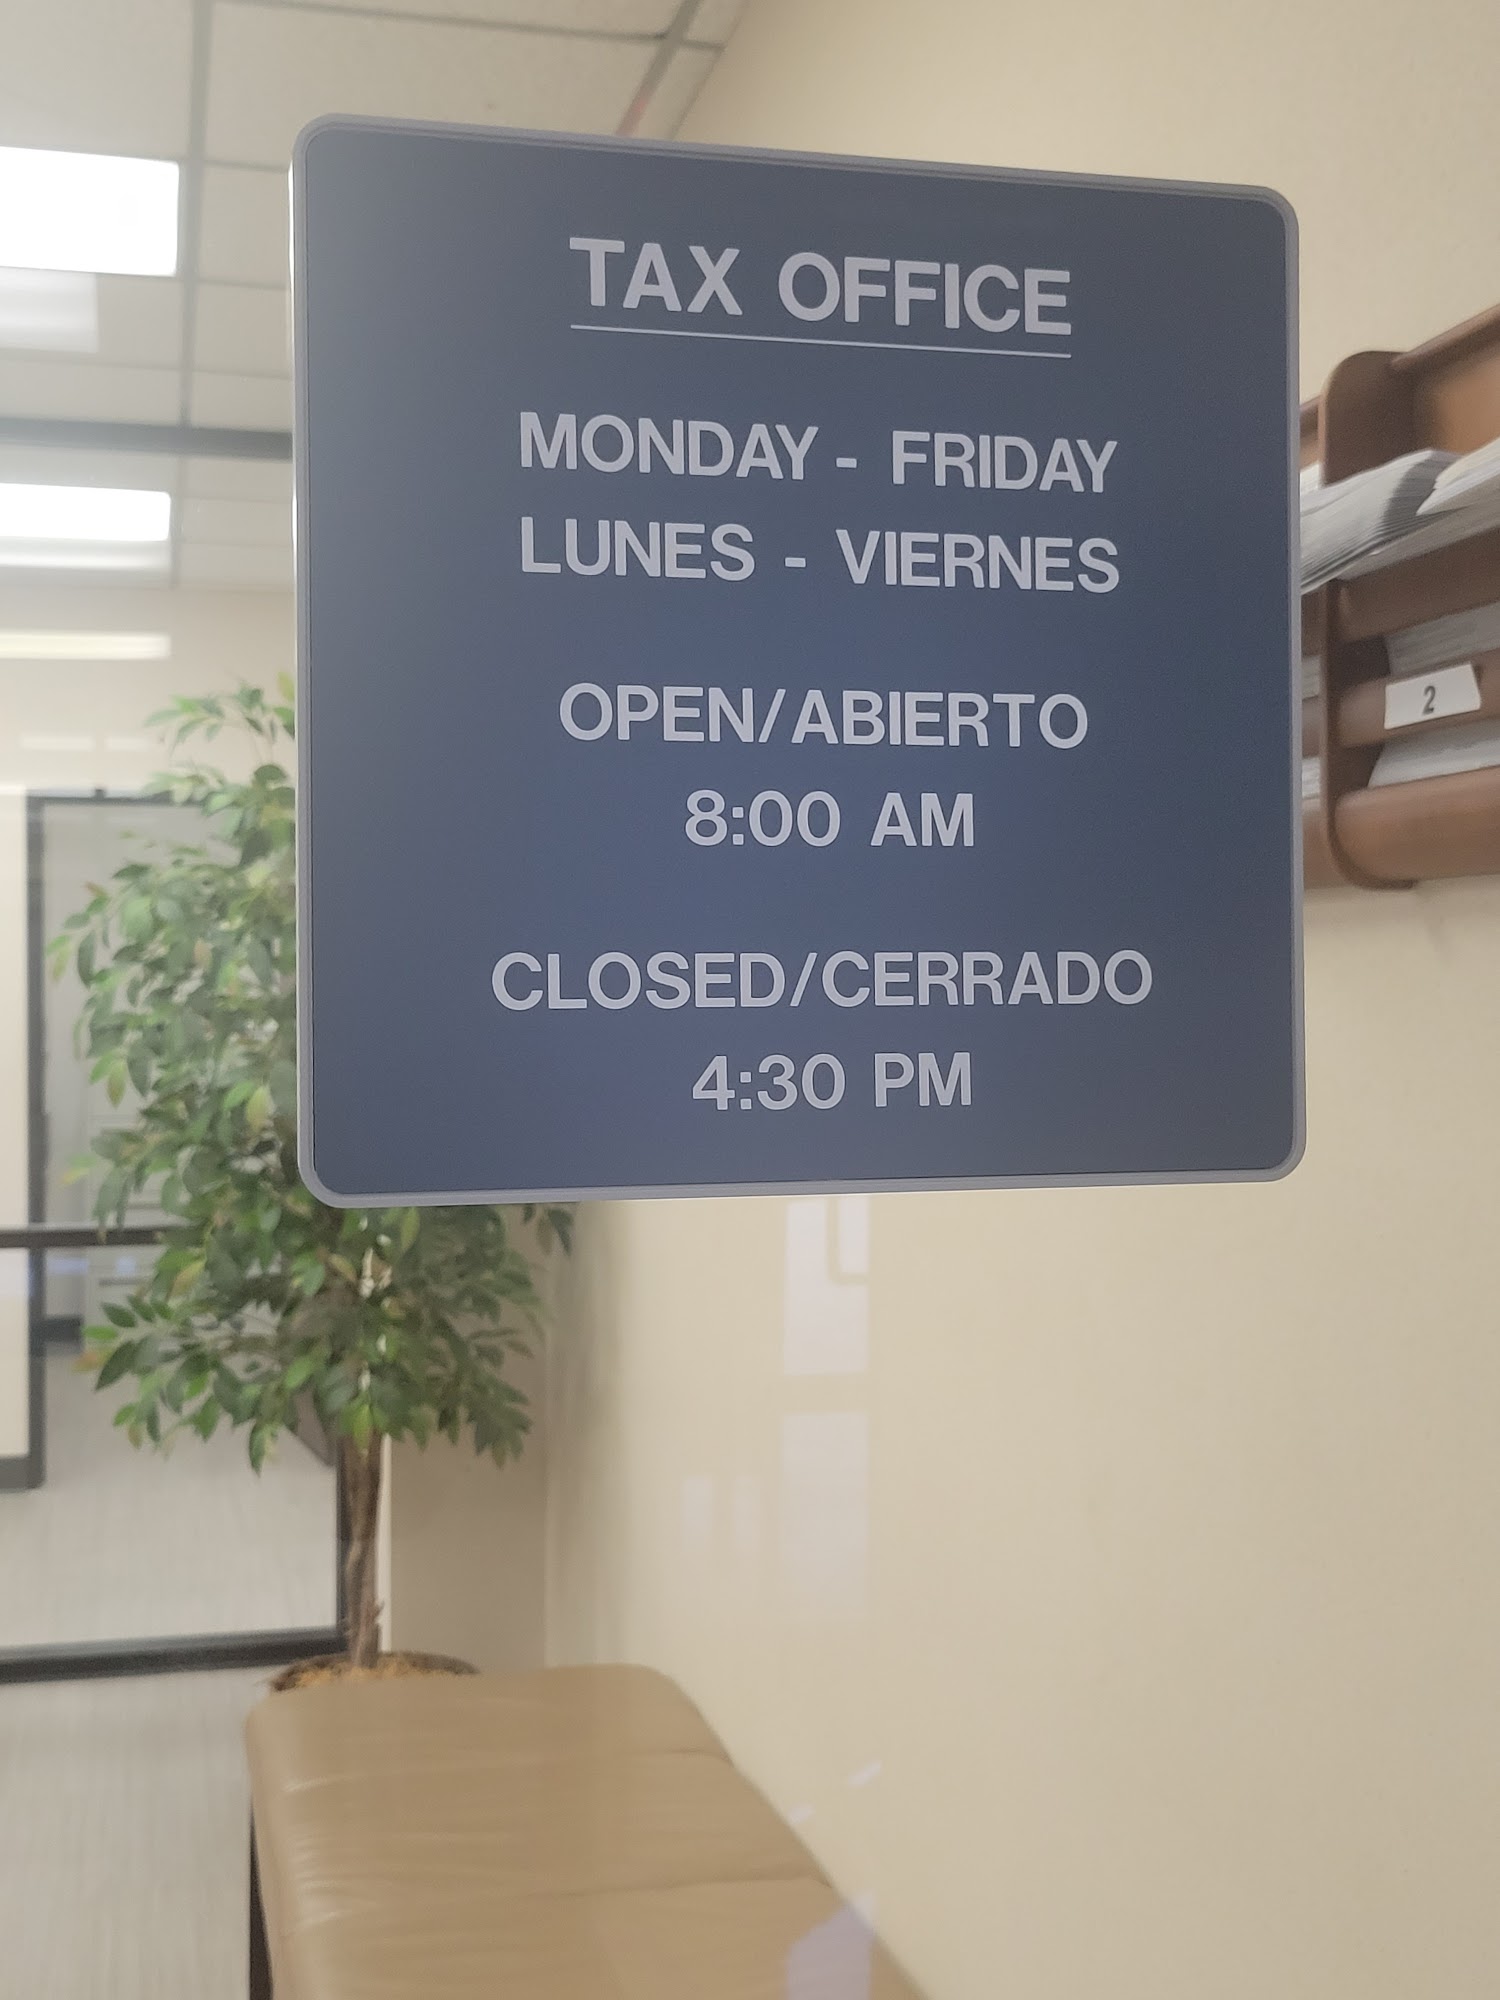 TAX OFFICE
MONDAY - FRIDAY
LUNES - VIERNES
OPEN/ABIERTO
8:00 AM
CLOSED/CERRADO
4:30 PM
2